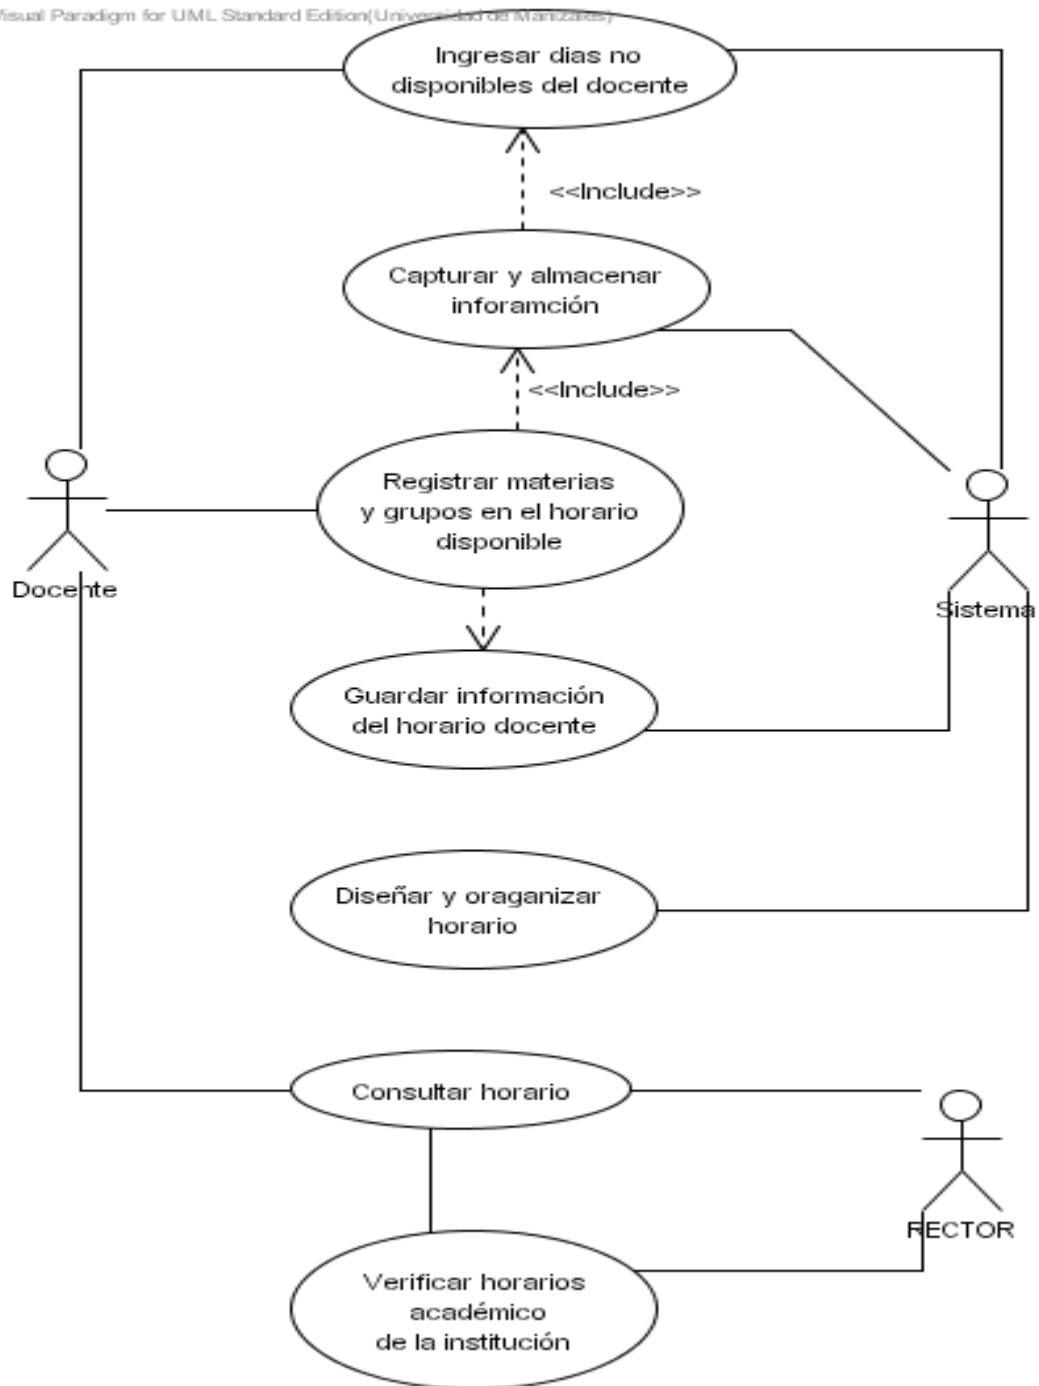 Visual Paradigm for UML Standard Edition(Universidad de Manizales)
Ingresar dias no
disponibles del docente
<<Include>>
Capturar y almacenar
inforamción
<<Include>>
Registrar materias
y grupos en el horario
disponible
Docente
Sistema
Guardar información
del horario docente
Diseñar y oraganizar
horario
Consultar horario
RECTOR
Verificar horarios
académico
de la institución